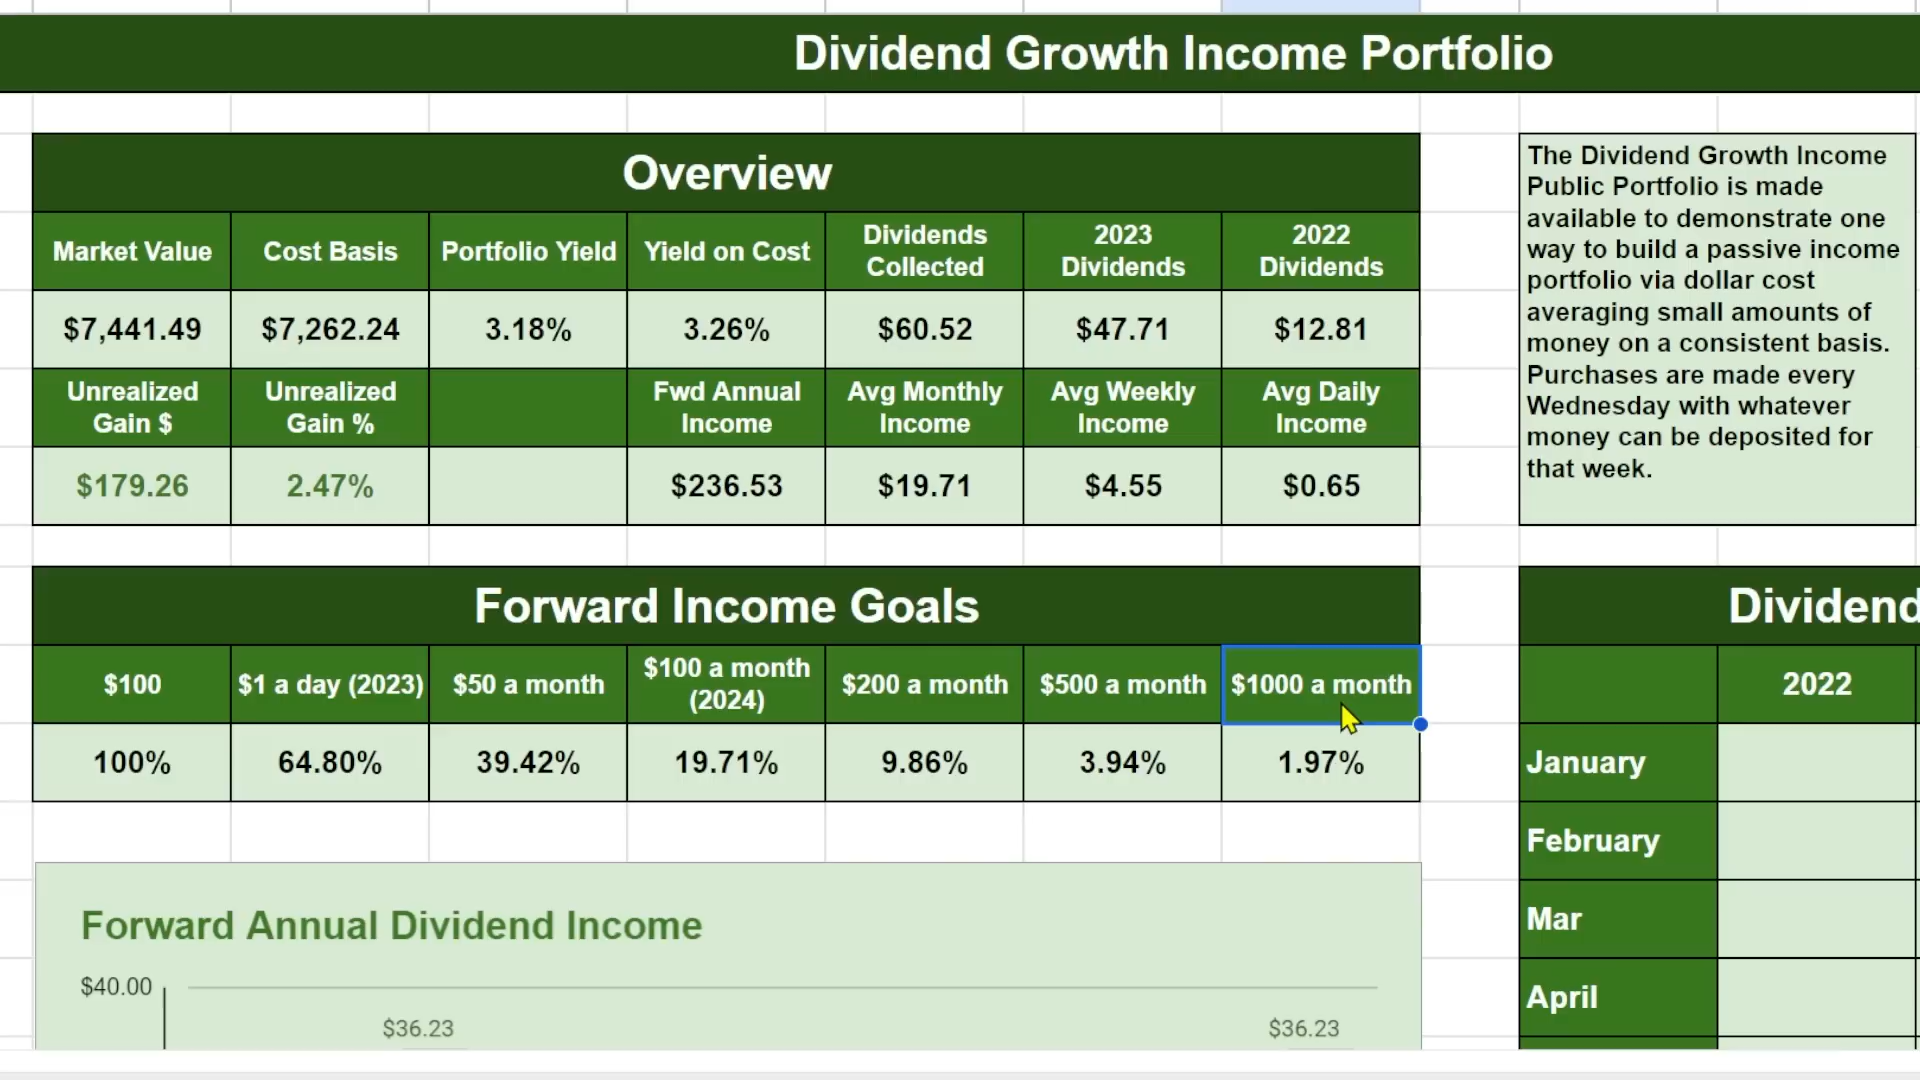 Dividend Growth Income Portfolio
Overview
Market Value
Cost Basis
Portfolio Yield
Yield on Cost
Dividends
Collected
2023
Dividends
2022
Dividends
$7,441.49
$7,262.24
3.18%
3.26%
$60.52
$47.71
$12.81
Unrealized
Gain $
Unrealized
Gain %
Fwd Annual
Income
Avg Monthly
Income
Avg Weekly
Income
Avg Daily
Income
$179.26
2.47%
$236.53
$19.71
$4.55
$0.65
The Dividend Growth Income
Public Portfolio is made
available to demonstrate one
way to build a passive income
portfolio via dollar cost
averaging small amounts of
money on a consistent basis.
Purchases are made every
Wednesday with whatever
money can be deposited for
that week.
Forward Income Goals
$100
$1 a day (2023)
$50 a month
$100 a month
(2024)
$200 a month
$500 a month
$1000 a month
100%
64.80%
39.42%
19.71%
9.86%
3.94%
1.97%
Forward Annual Dividend Income
$40.00
$36.23
$36.23
Dividend
2022
January
February
Mar
April